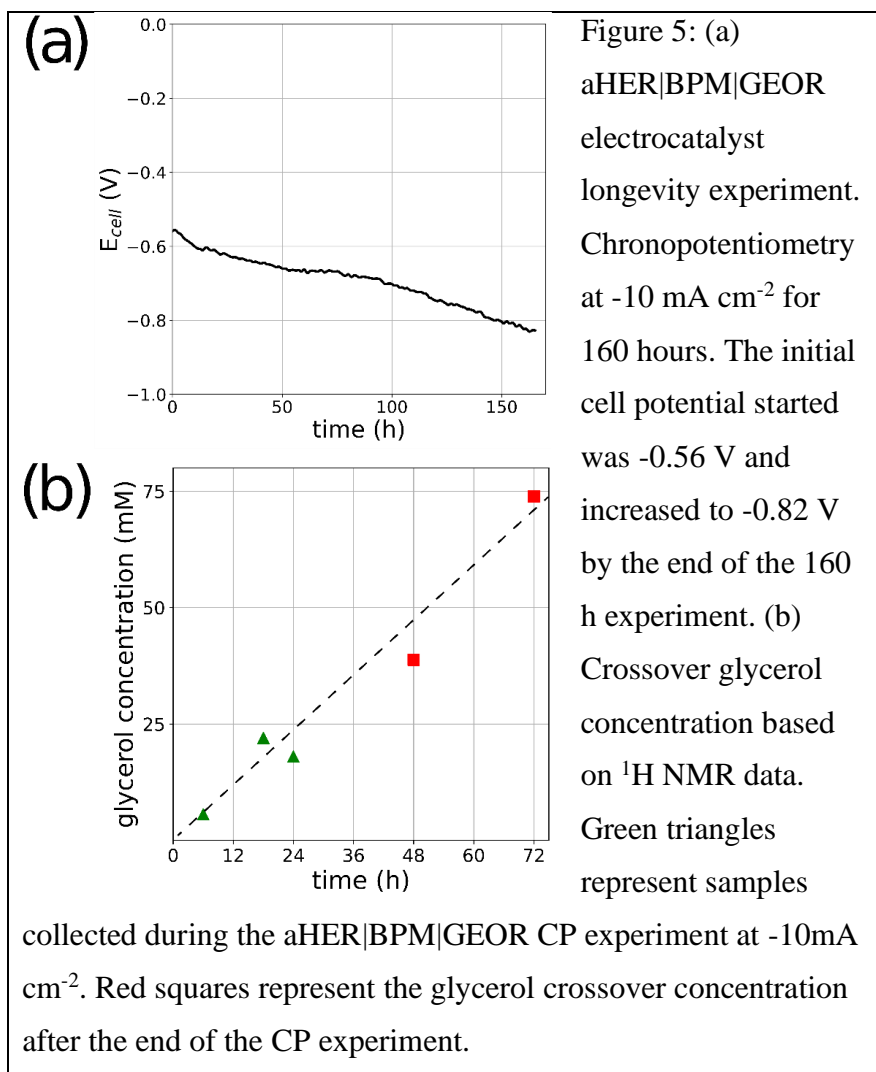 (a)
0.0
−0.2
−0.4
−0.6
−0.8
−1.0
E_cell (V)
0
50
100
150
time (h)
(b)
75
50
25
glycerol concentration (mM)
0
12
24
36
48
60
72
time (h)
Figure 5: (a)
aHER|BPM|GEOR
electrocatalyst
longevity experiment.
Chronopotentiometry
at -10 mA cm⁻² for
160 hours. The initial
cell potential started
was -0.56 V and
increased to -0.82 V
by the end of the 160
h experiment. (b)
Crossover glycerol
concentration based
on ¹H NMR data.
Green triangles
represent samples
collected during the aHER|BPM|GEOR CP experiment at -10mA
cm⁻². Red squares represent the glycerol crossover concentration
after the end of the CP experiment.